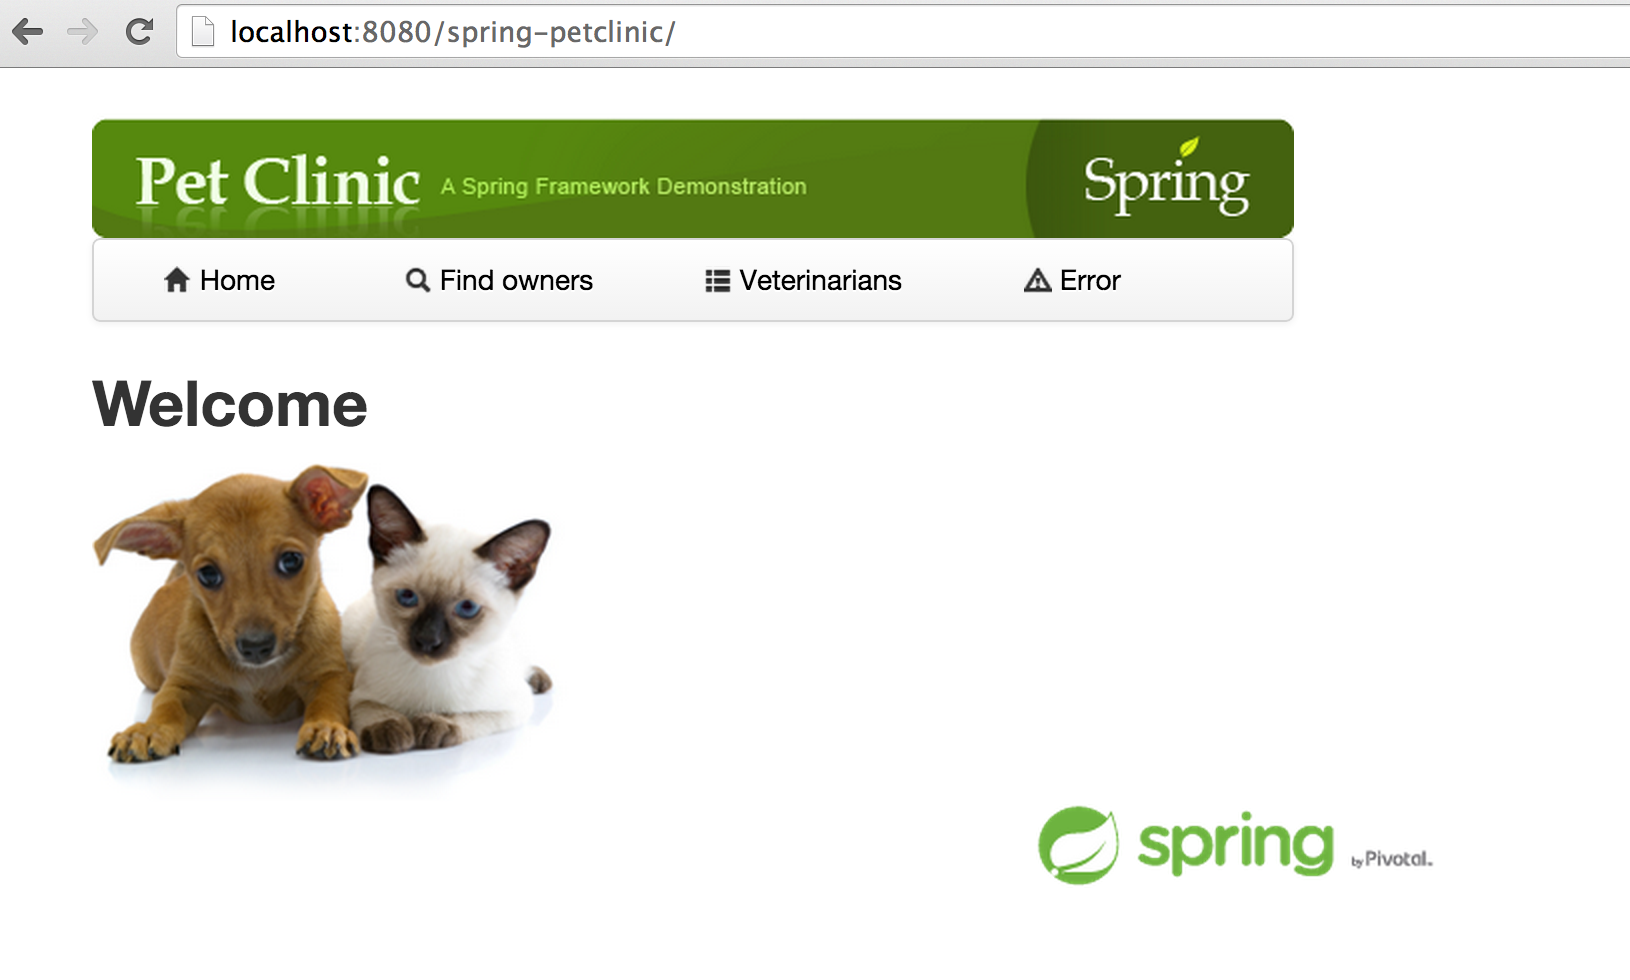 localhost:8080/spring-petclinic/
Pet Clinic A Spring Framework Demonstration Spring
Home Find owners Veterinarians Error
Welcome
spring by Pivotal.